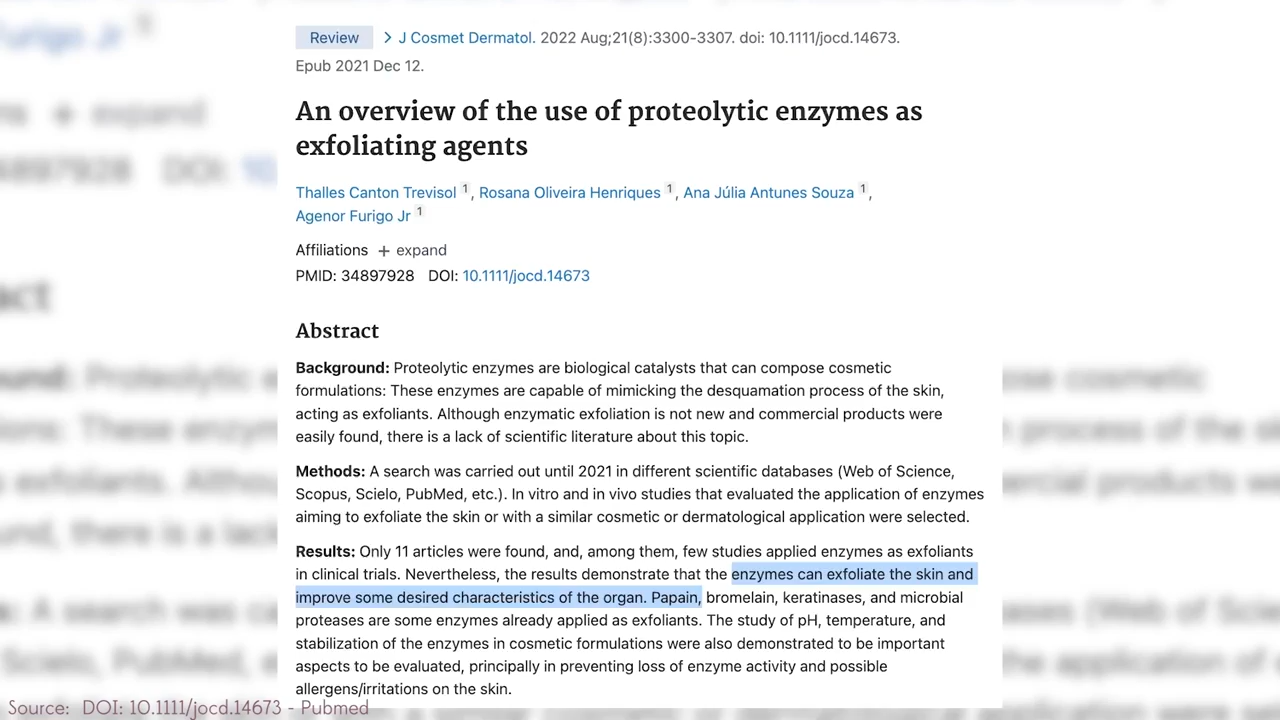 Review > J Cosmet Dermatol. 2022 Aug;21(8):3300-3307. doi: 10.1111/jocd.14673.
Epub 2021 Dec 12.
An overview of the use of proteolytic enzymes as
exfoliating agents
Thalles Canton Trevisol 1, Rosana Oliveira Henriques 1, Ana Júlia Antunes Souza 1,
Agenor Furigo Jr 1
Affiliations + expand
PMID: 34897928 DOI: 10.1111/jocd.14673
Abstract
Background: Proteolytic enzymes are biological catalysts that can compose cosmetic
formulations: These enzymes are capable of mimicking the desquamation process of the skin,
acting as exfoliants. Although enzymatic exfoliation is not new and commercial products were
easily found, there is a lack of scientific literature about this topic.
Methods: A search was carried out until 2021 in different scientific databases (Web of Science,
Scopus, Scielo, PubMed, etc.). In vitro and in vivo studies that evaluated the application of enzymes
aiming to exfoliate the skin or with a similar cosmetic or dermatological application were selected.
Results: Only 11 articles were found, and, among them, few studies applied enzymes as exfoliants
in clinical trials. Nevertheless, the results demonstrate that the enzymes can exfoliate the skin and
improve some desired characteristics of the organ. Papain, bromelain, keratinases, and microbial
proteases are some enzymes already applied as exfoliants. The study of pH, temperature, and
stabilization of the enzymes in cosmetic formulations were also demonstrated to be important
aspects to be evaluated, principally in preventing loss of enzyme activity and possible
allergens/irritations on the skin.
Source: DOI: 10.1111/jocd.14673 - Pubmed